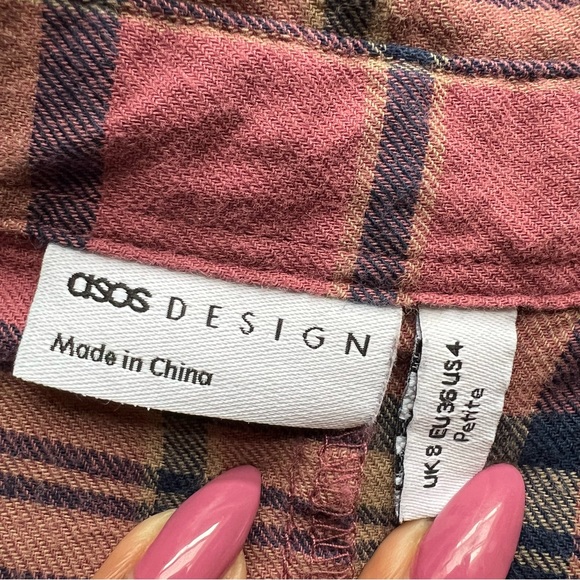 asos DESIGN
Made in China
UK 8 EU 36 US 4
Petite